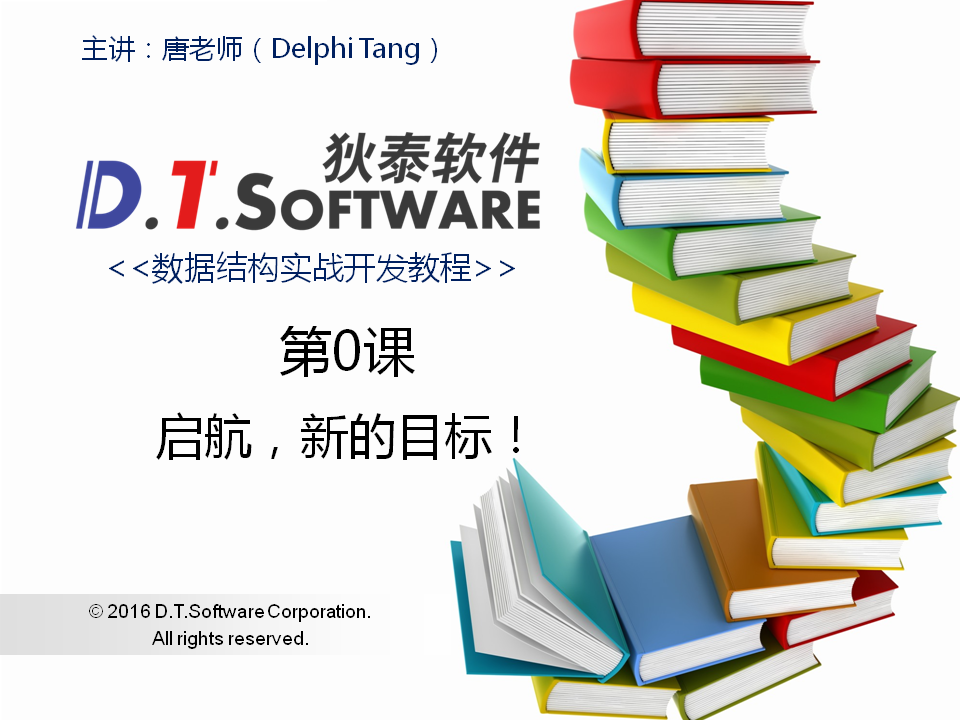 主讲：唐老师（Delphi Tang）
狄泰软件
D.T.SOFTWARE
<<数据结构实战开发教程>>
第0课
启航，新的目标！
© 2016 D.T.Software Corporation.
All rights reserved.